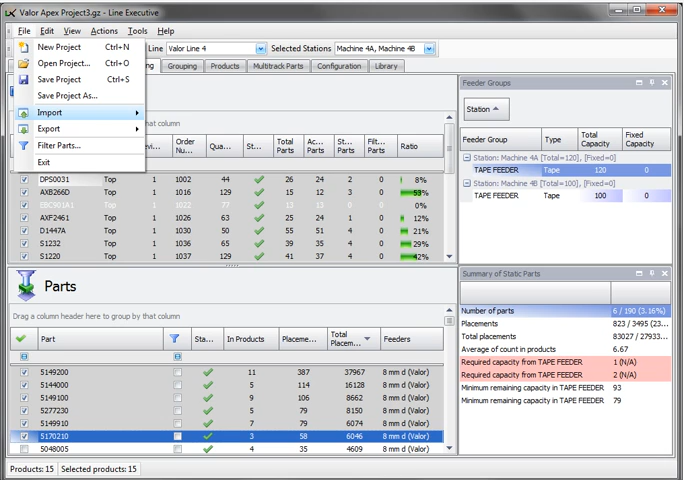 Valor Apex Project3.gz - Line Executive
File Edit View Actions Tools Help
Line Valor Line 4 Selected Stations Machine 4A, Machine 4B
Grouping Products Multitrack Parts Configuration Library
New Project Ctrl+N
Open Project... Ctrl+O
Save Project Ctrl+S
Save Project As...
Import
Export
Filter Parts...
Exit
that column
Order Nu... Qua... St... Total Parts Ac... Parts St... Parts Filt... Parts Ratio
DPS0031 Top 1 1002 44 26 24 2 0 8%
AXB266D Top 1 1016 129 15 12 16 0 53%
EBC901A1 Top 1 1022 77 13 13 0 0 0%
AXF2461 Top 1 1026 63 25 24 1 0 12%
D1447A Top 1 1030 50 55 51 4 0 21%
S1232 Top 1 1036 65 39 35 4 0 29%
S1220 Top 1 1037 129 41 37 4 0 42%
Parts
Drag a column header here to group by that column
Part Sta... In Products Placeme... Total Placem... Feeders
5149200 11 387 37967 8 mm d (Valor)
5144000 5 114 16128 8 mm d (Valor)
5149100 9 106 8662 8 mm d (Valor)
5277230 5 79 8150 8 mm d (Valor)
5149910 7 79 6074 8 mm d (Valor)
5170210 3 58 6046 8 mm d (Valor)
5048005 4 35 4609 8 mm d (Valor)
Feeder Groups
Station
Feeder Group Type Total Capacity Fixed Capacity
Station: Machine 4A [Total=120], [Fixed=0]
TAPE FEEDER Tape 120 0
Station: Machine 4B [Total=100], [Fixed=0]
TAPE FEEDER Tape 100 0
Summary of Static Parts
Number of parts 6 / 190 (3.16%)
Placements 823 / 3495 (23...
Total placements 83027 / 27933...
Average of count in products 6.67
Required capacity from TAPE FEEDER 1 (N/A)
Required capacity from TAPE FEEDER 2 (N/A)
Minimum remaining capacity in TAPE FEEDER 93
Minimum remaining capacity in TAPE FEEDER 79
Products: 15 Selected products: 15